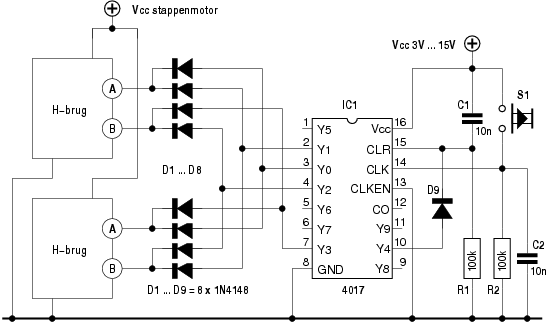 Vcc stappenmotor
Vcc 3V ... 15V
H-brug
A
B
D1 ... D8
H-brug
A
B
D1 ... D9 = 8 x 1N4148
IC1
1 Y5 Vcc 16
2 Y1 CLR 15
3 Y0 CLK 14
4 Y2 CLKEN 13
5 Y6 CO 12
6 Y7 Y9 11
7 Y3 Y4 10
8 GND Y8 9
4017
D9
C1
10n
S1
100k
R1
100k
R2
C2
10n